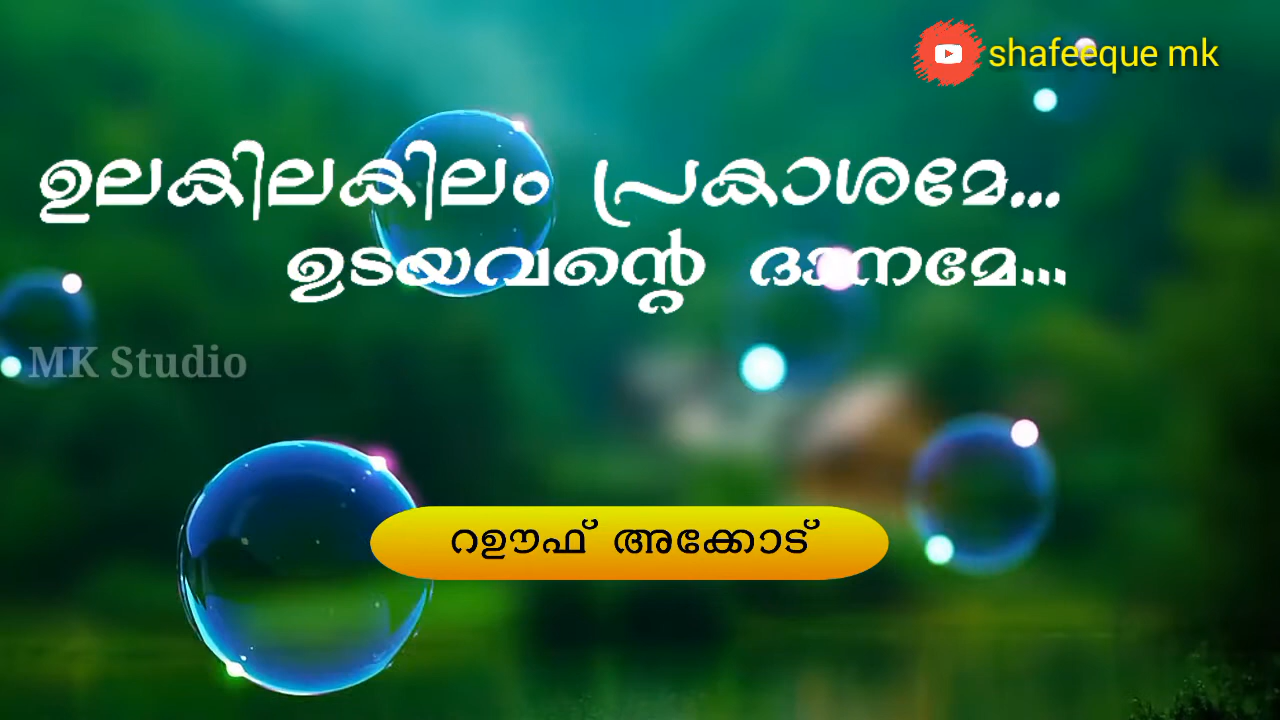 shafeeque mk
ഉലകിലകിലം പ്രകാശമേ...
ഉടയവന്റെ ദാനമേ...
MK Studio
റഊഫ് അക്കോട്